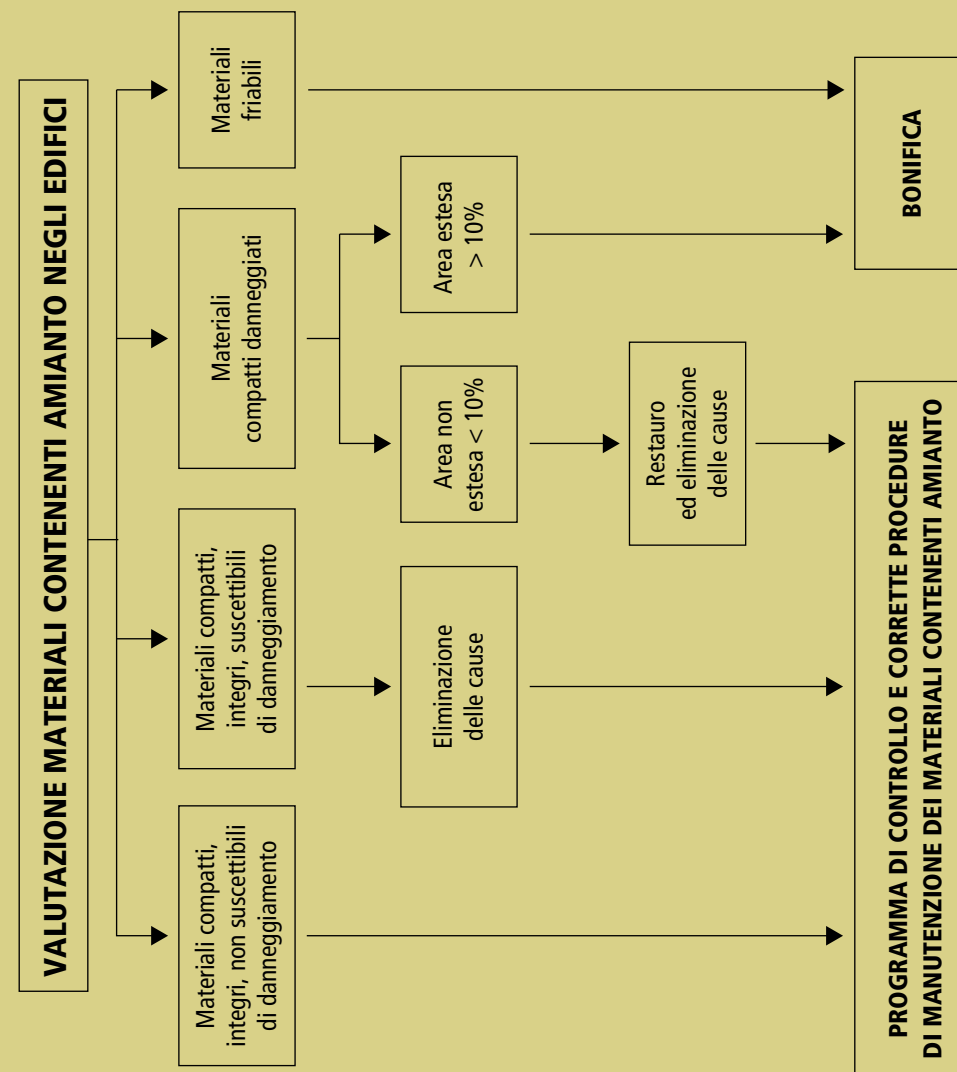 VALUTAZIONE MATERIALI CONTENENTI AMIANTO NEGLI EDIFICI
Materiali compatti,
integri, non suscettibili
di danneggiamento
Materiali compatti,
integri, suscettibili
di danneggiamento
Materiali
compatti danneggiati
Materiali
friabili
Eliminazione
delle cause
Area non
estesa < 10%
Area estesa
> 10%
Restauro
ed eliminazione
delle cause
PROGRAMMA DI CONTROLLO E CORRETTE PROCEDURE
DI MANUTENZIONE DEI MATERIALI CONTENENTI AMIANTO
BONIFICA